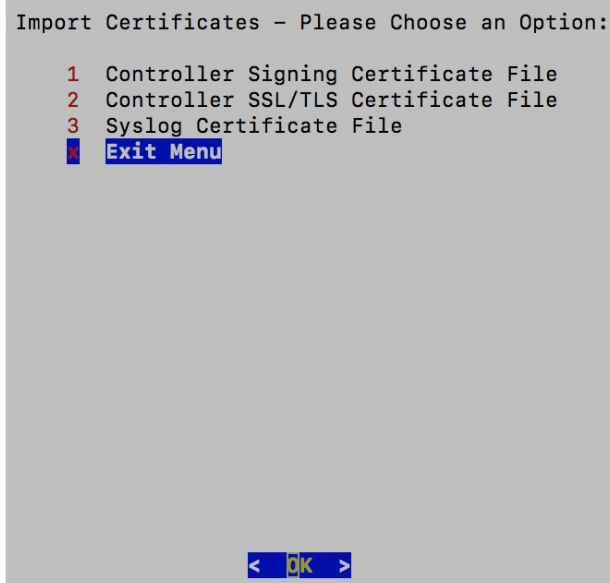 Import Certificates – Please Choose an Option:
1 Controller Signing Certificate File
2 Controller SSL/TLS Certificate File
3 Syslog Certificate File
x Exit Menu
< OK >